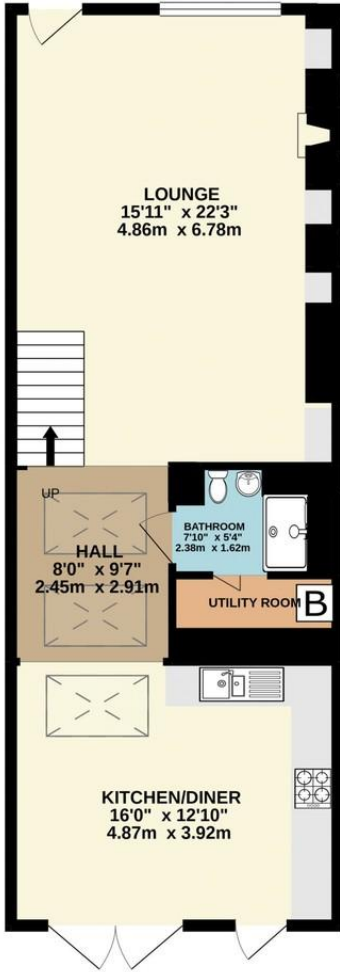 LOUNGE
15'11" x 22'3"
4.86m x 6.78m
UP
HALL
8'0" x 9'7"
2.45m x 2.91m
BATHROOM
7'10" x 5'4"
2.38m x 1.62m
UTILITY ROOM B
KITCHEN/DINER
16'0" x 12'10"
4.87m x 3.92m